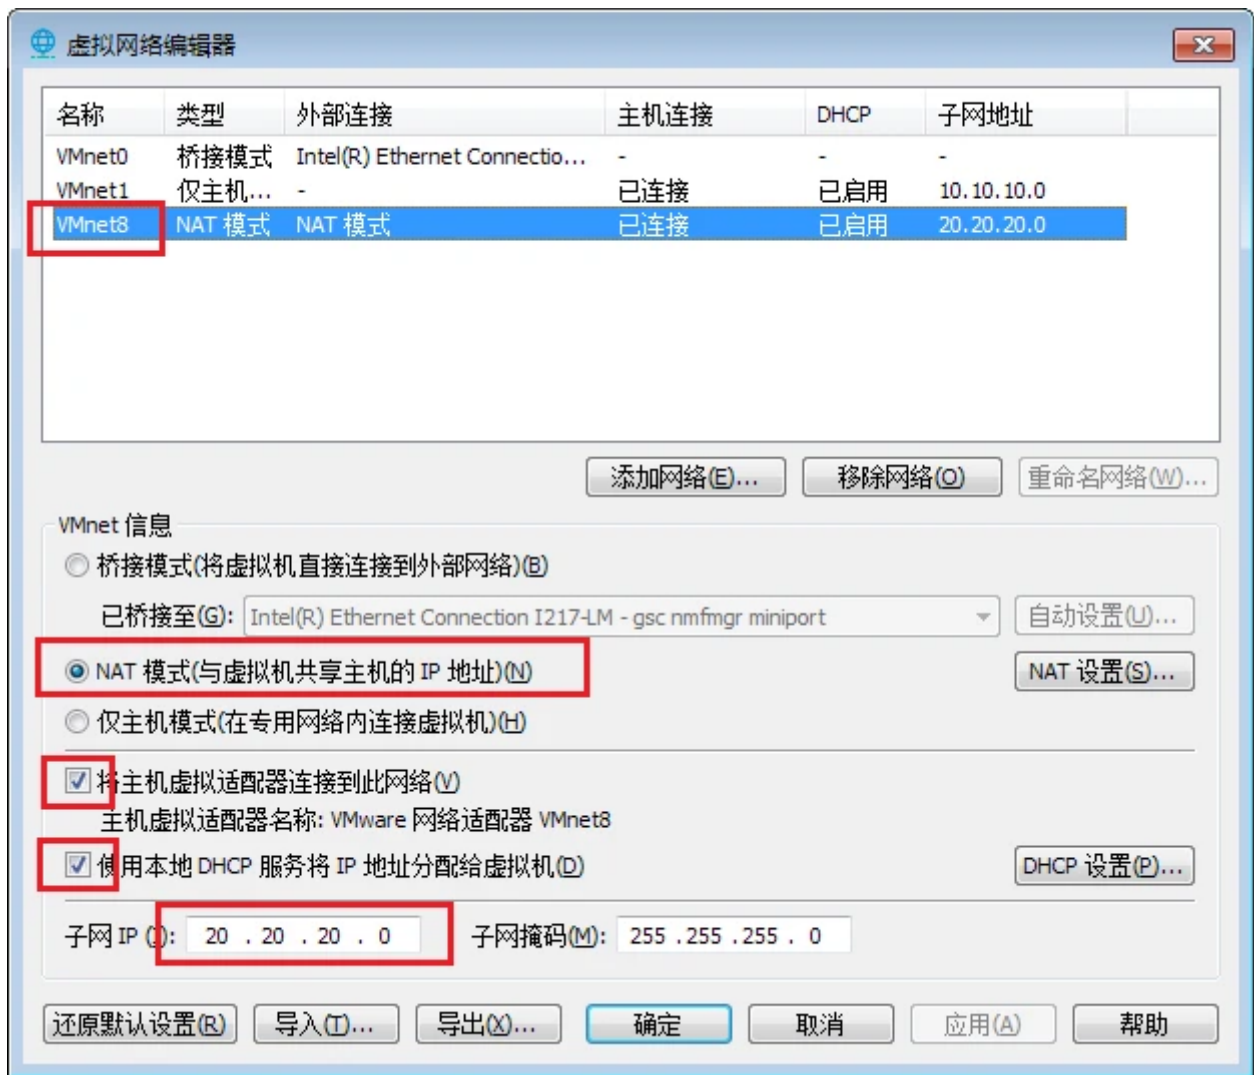 虚拟网络编辑器
名称 类型 外部连接 主机连接 DHCP 子网地址
VMnet0 桥接模式 Intel(R) Ethernet Connectio... - - -
VMnet1 仅主机... - 已连接 已启用 10.10.10.0
VMnet8 NAT 模式 NAT 模式 已连接 已启用 20.20.20.0
添加网络(E)... 移除网络(O) 重命名网络(W)...
VMnet 信息
桥接模式(将虚拟机直接连接到外部网络)(B)
已桥接至(G): Intel(R) Ethernet Connection I217-LM - gsc nmfmgr miniport 自动设置(U)...
NAT 模式(与虚拟机共享主机的 IP 地址)(N) NAT 设置(S)...
仅主机模式(在专用网络内连接虚拟机)(H)
将主机虚拟适配器连接到此网络(V)
主机虚拟适配器名称: VMware 网络适配器 VMnet8
使用本地 DHCP 服务将 IP 地址分配给虚拟机(D) DHCP 设置(P)...
子网 IP (I): 20 . 20 . 20 . 0 子网掩码(M): 255 .255 .255 . 0
还原默认设置(R) 导入(T)... 导出(X)... 确定 取消 应用(A) 帮助